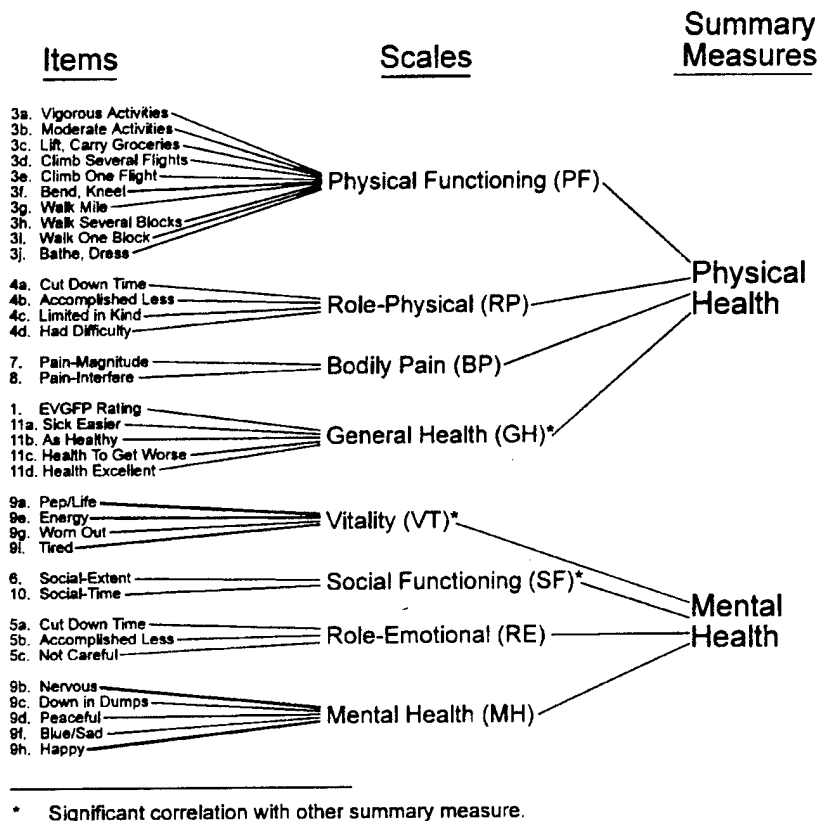 Items
Scales
Summary
Measures
3a. Vigorous Activities
3b. Moderate Activities
3c. Lift, Carry Groceries
3d. Climb Several Flights
3e. Climb One Flight
3f. Bend, Kneel
3g. Walk Mile
3h. Walk Several Blocks
3i. Walk One Block
3j. Bathe, Dress
Physical Functioning (PF)
4a. Cut Down Time
4b. Accomplished Less
4c. Limited in Kind
4d. Had Difficulty
Role-Physical (RP)
7. Pain-Magnitude
8. Pain-Interfere
Bodily Pain (BP)
1. EVGFP Rating
11a. Sick Easier
11b. As Healthy
11c. Health To Get Worse
11d. Health Excellent
General Health (GH)*
Physical
Health
9a. Pep/Life
9e. Energy
9g. Worn Out
9i. Tired
Vitality (VT)*
6. Social-Extent
10. Social-Time
Social Functioning (SF)*
5a. Cut Down Time
5b. Accomplished Less
5c. Not Careful
Role-Emotional (RE)
9b. Nervous
9c. Down in Dumps
9d. Peaceful
9f. Blue/Sad
9h. Happy
Mental Health (MH)
Mental
Health
* Significant correlation with other summary measure.